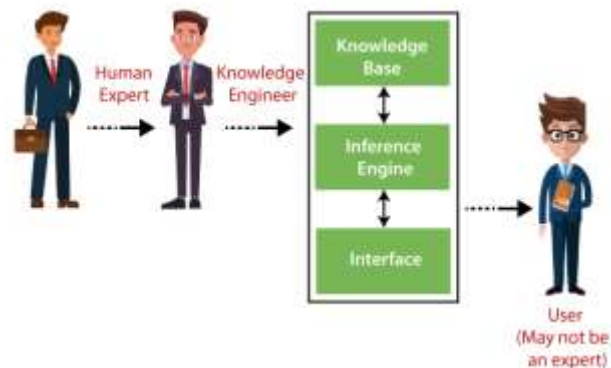 Human
Expert
Knowledge
Engineer
Knowledge
Base
Inference
Engine
Interface
User
(May not be
an expert)